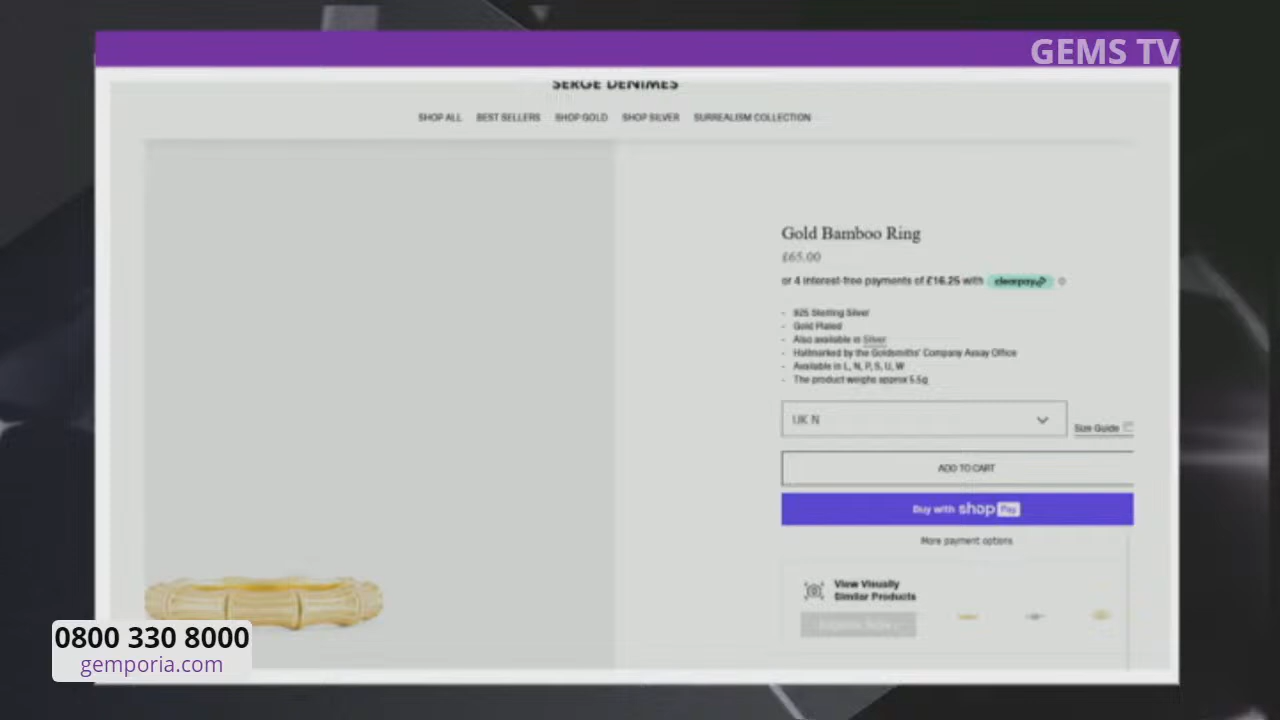 GEMS TV
SERGE DENIMES
SHOP ALL BEST SELLERS SHOP GOLD SHOP SILVER SURREALISM COLLECTION
Gold Bamboo Ring
£65.00
or 4 interest-free payments of £16.25 with clearpay
- 925 Sterling Silver
- Gold Plated
- Also available in Silver
- Hallmarked by the Goldsmiths' Company Assay Office
- Available in L, N, P, S, U, W
- The product weighs approx 5.5g
UK N
Size Guide
ADD TO CART
Buy with shop Pay
More payment options
View Visually
Similar Products
0800 330 8000
gemporia.com